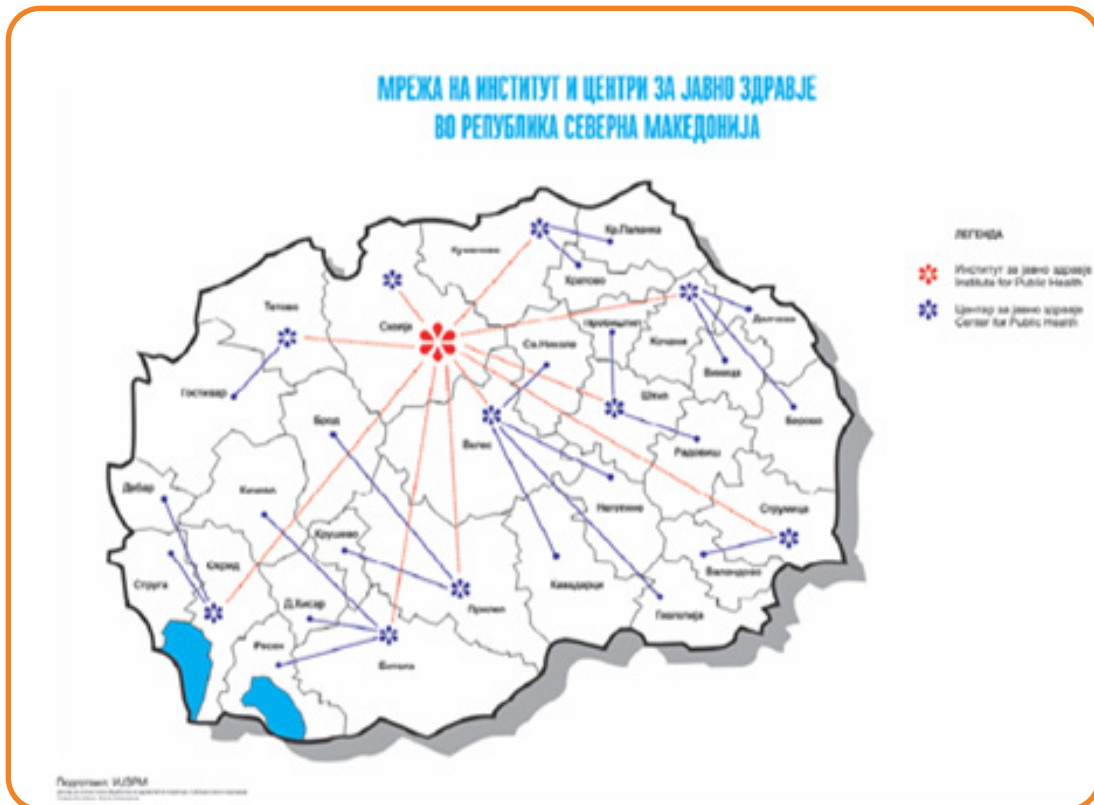 МРЕЖА НА ИНСТИТУТ И ЦЕНТРИ ЗА ЈАВНО ЗДРАВЈЕ
ВО РЕПУБЛИКА СЕВЕРНА МАКЕДОНИЈА
ЛЕГЕНДА
Институт за јавно здравје
Institute for Public Health
Центар за јавно здравје
Center for Public Health
Кр.Паланка
Куманово
Кратово
Тетово
Скопје
Пробиштип
Делчево
Св.Николе
Кочани
Виница
Гостивар
Штип
Брод
Берово
Велес
Радовиш
Дебар
Кичево
Неготино
Струмица
Крушево
Охрид
Струга
Валандово
Кавадарци
Д.Хисар
Прилеп
Гевгелија
Ресен
Битола
Подготвил: ИЈЗРМ